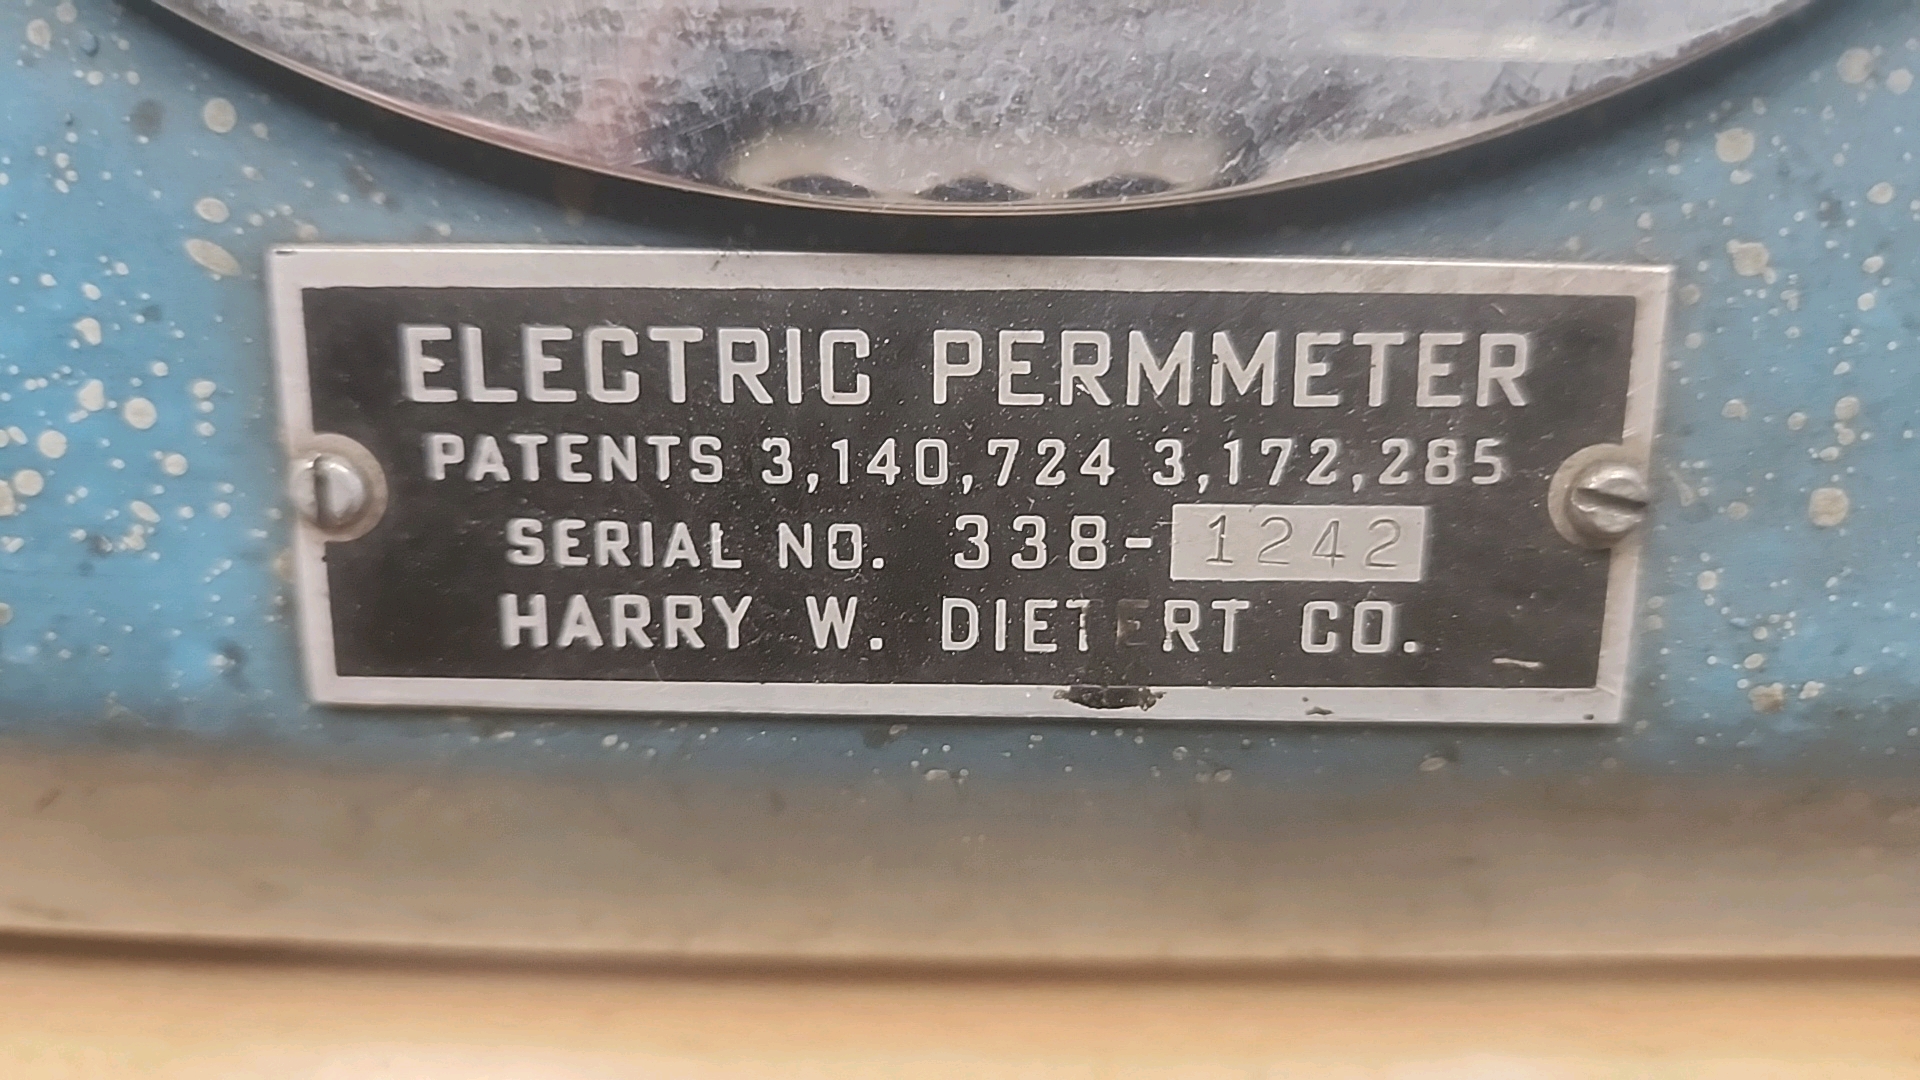 ELECTRIC PERMMETER
PATENTS 3,140,724 3,172,285
SERIAL NO. 338-1242
HARRY W. DIETERT CO.